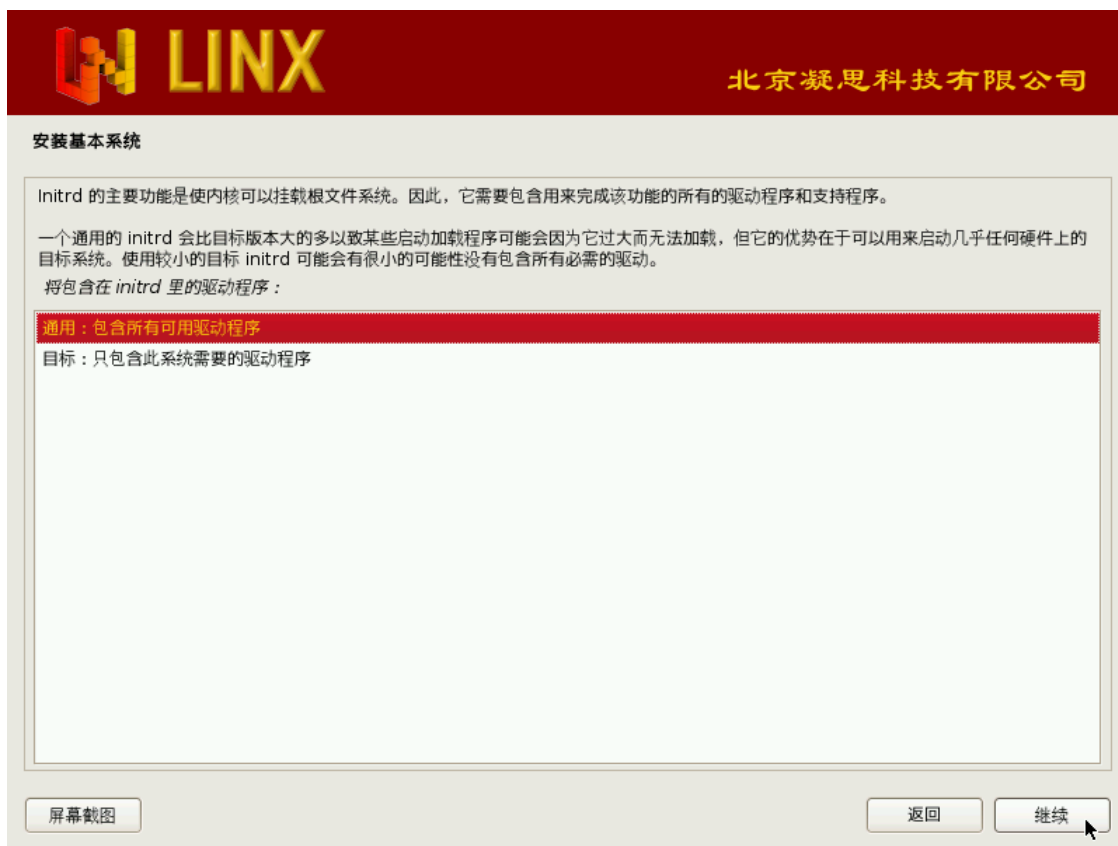 LINX
北京凝思科技有限公司
安装基本系统
Initrd 的主要功能是使内核可以挂载根文件系统。因此，它需要包含用来完成该功能的所有的驱动程序和支持程序。
一个通用的 initrd 会比目标版本大的多以致某些启动加载程序可能会因为它过大而无法加载，但它的优势在于可以用来启动几乎任何硬件上的
目标系统。使用较小的目标 initrd 可能会有很小的可能性没有包含所有必需的驱动。
将包含在 initrd 里的驱动程序：
通用：包含所有可用驱动程序
目标：只包含此系统需要的驱动程序
屏幕截图
返回
继续